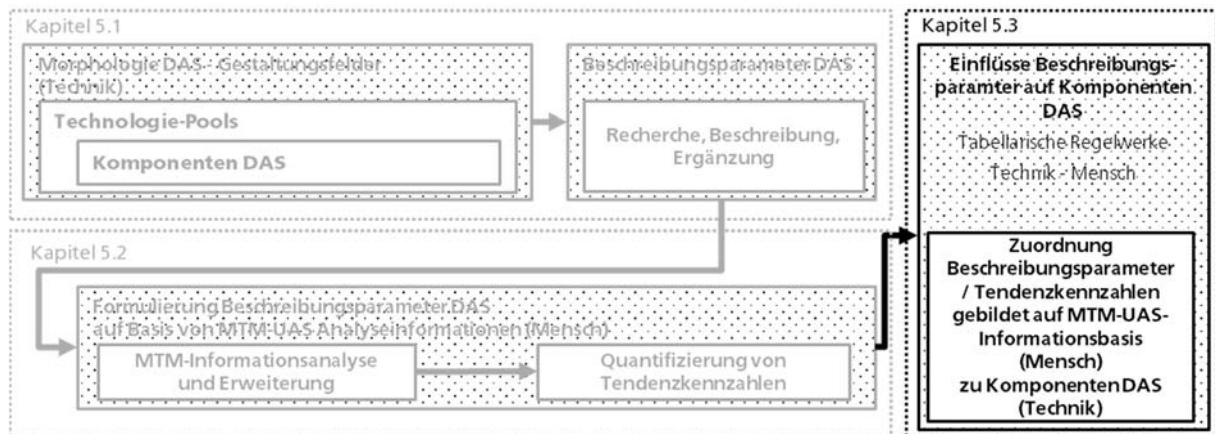 Kapitel 5.1
Morphologie DAS - Gestaltungsfelder
(Technik)
Technologie-Pools
Komponenten DAS
Beschreibungsparameter DAS
Recherche, Beschreibung,
Ergänzung
Kapitel 5.2
Formulierung Beschreibungsparameter DAS
auf Basis von MTM-UAS Analyseinformationen (Mensch)
MTM-Informationsanalyse
und Erweiterung
Quantifizierung von
Tendenzkennzahlen
Kapitel 5.3
Einflüsse Beschreibungs-
paramter auf Komponenten
DAS
Tabellarische Regelwerke
Technik - Mensch
Zuordnung
Beschreibungsparameter
/ Tendenzkennzahlen
gebildet auf MTM-UAS-
Informationsbasis
(Mensch)
zu Komponenten DAS
(Technik)